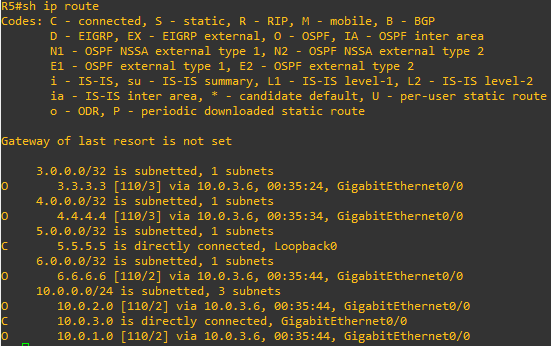 R5#sh ip route
Codes: C - connected, S - static, R - RIP, M - mobile, B - BGP
       D - EIGRP, EX - EIGRP external, O - OSPF, IA - OSPF inter area
       N1 - OSPF NSSA external type 1, N2 - OSPF NSSA external type 2
       E1 - OSPF external type 1, E2 - OSPF external type 2
       i - IS-IS, su - IS-IS summary, L1 - IS-IS level-1, L2 - IS-IS level-2
       ia - IS-IS inter area, * - candidate default, U - per-user static route
       o - ODR, P - periodic downloaded static route
Gateway of last resort is not set
     3.0.0.0/32 is subnetted, 1 subnets
O       3.3.3.3 [110/3] via 10.0.3.6, 00:35:24, GigabitEthernet0/0
     4.0.0.0/32 is subnetted, 1 subnets
O       4.4.4.4 [110/3] via 10.0.3.6, 00:35:34, GigabitEthernet0/0
     5.0.0.0/32 is subnetted, 1 subnets
C       5.5.5.5 is directly connected, Loopback0
     6.0.0.0/32 is subnetted, 1 subnets
O       6.6.6.6 [110/2] via 10.0.3.6, 00:35:44, GigabitEthernet0/0
     10.0.0.0/24 is subnetted, 3 subnets
O       10.0.2.0 [110/2] via 10.0.3.6, 00:35:44, GigabitEthernet0/0
C       10.0.3.0 is directly connected, GigabitEthernet0/0
O       10.0.1.0 [110/2] via 10.0.3.6, 00:35:44, GigabitEthernet0/0